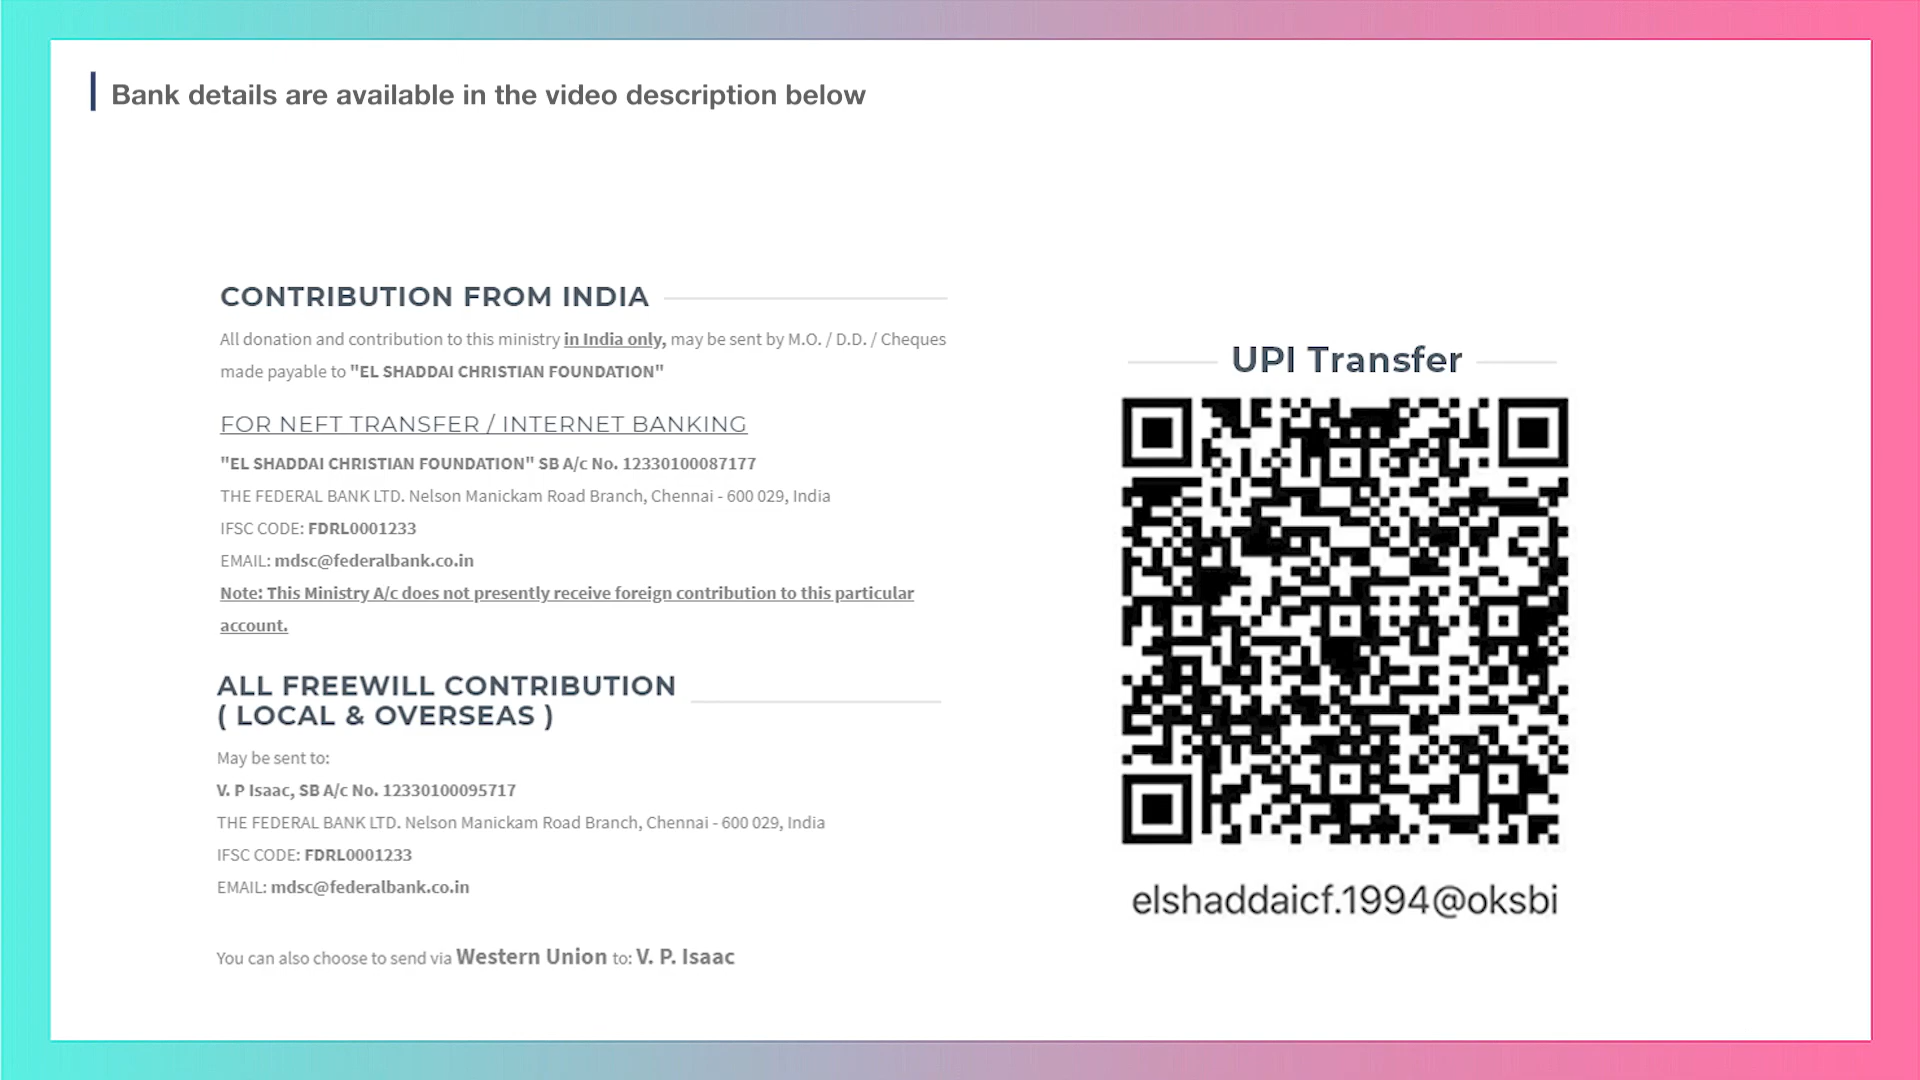 Bank details are available in the video description below
CONTRIBUTION FROM INDIA
All donation and contribution to this ministry in India only, may be sent by M.O. / D.D. / Cheques
made payable to "EL SHADDAI CHRISTIAN FOUNDATION"
FOR NEFT TRANSFER / INTERNET BANKING
"EL SHADDAI CHRISTIAN FOUNDATION" SB A/c No. 12330100087177
THE FEDERAL BANK LTD. Nelson Manickam Road Branch, Chennai - 600 029, India
IFSC CODE: FDRL0001233
EMAIL: mdsc@federalbank.co.in
Note: This Ministry A/c does not presently receive foreign contribution to this particular
account.
ALL FREEWILL CONTRIBUTION
( LOCAL & OVERSEAS )
May be sent to:
V. P Isaac, SB A/c No. 12330100095717
THE FEDERAL BANK LTD. Nelson Manickam Road Branch, Chennai - 600 029, India
IFSC CODE: FDRL0001233
EMAIL: mdsc@federalbank.co.in
You can also choose to send via Western Union to: V. P. Isaac
UPI Transfer
elshaddaicf.1994@oksbi